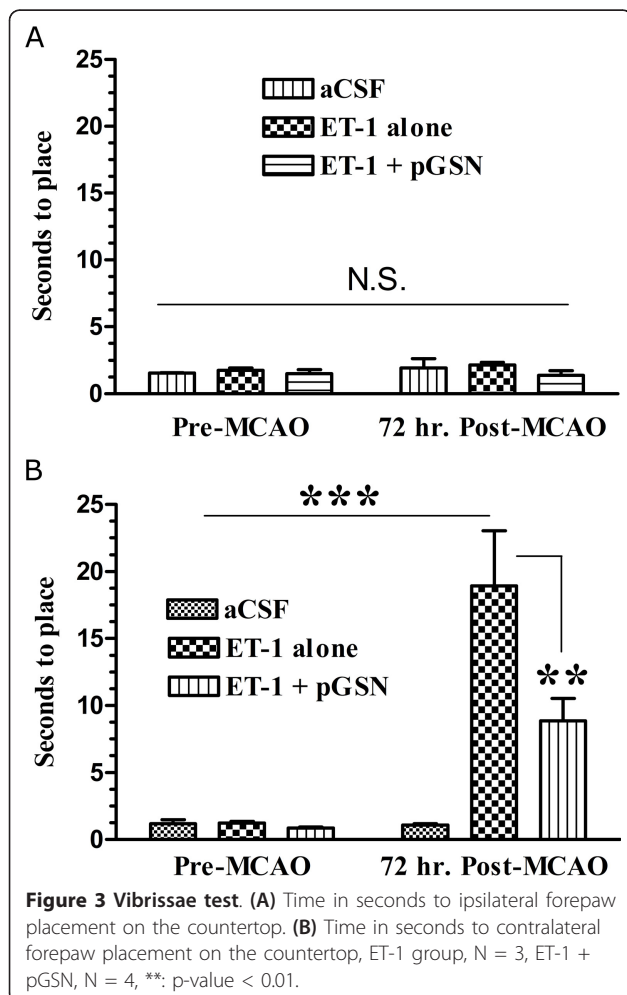 A
25
20
15
10
5
0
Seconds to place
aCSF
ET-1 alone
ET-1 + pGSN
N.S.
Pre-MCAO 72 hr. Post-MCAO
B
25
20
15
10
5
0
Seconds to place
***
aCSF
ET-1 alone
ET-1 + pGSN
**
Pre-MCAO 72 hr. Post-MCAO
Figure 3 Vibrissae test. (A) Time in seconds to ipsilateral forepaw
placement on the countertop. (B) Time in seconds to contralateral
forepaw placement on the countertop, ET-1 group, N = 3, ET-1 +
pGSN, N = 4, **: p-value < 0.01.